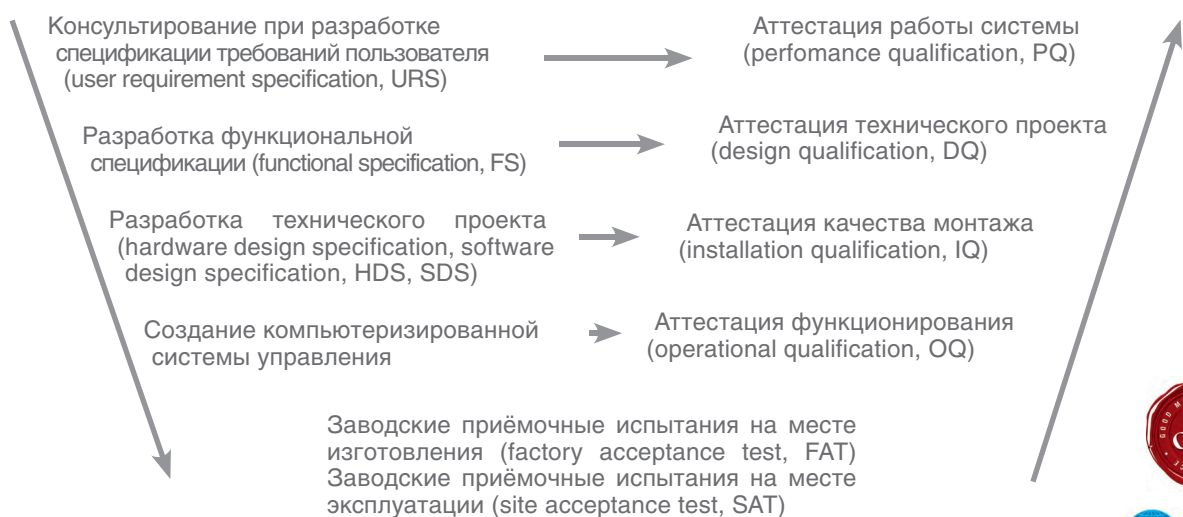 Консультирование при разработке
спецификации требований пользователя
(user requirement specification, URS)
Аттестация работы системы
(perfomance qualification, PQ)
Разработка функциональной
спецификации (functional specification, FS)
Аттестация технического проекта
(design qualification, DQ)
Разработка технического проекта
(hardware design specification, software
design specification, HDS, SDS)
Аттестация качества монтажа
(installation qualification, IQ)
Создание компьютеризированной
системы управления
Аттестация функционирования
(operational qualification, OQ)
Заводские приёмочные испытания на месте
изготовления (factory acceptance test, FAT)
Заводские приёмочные испытания на месте
эксплуатации (site acceptance test, SAT)